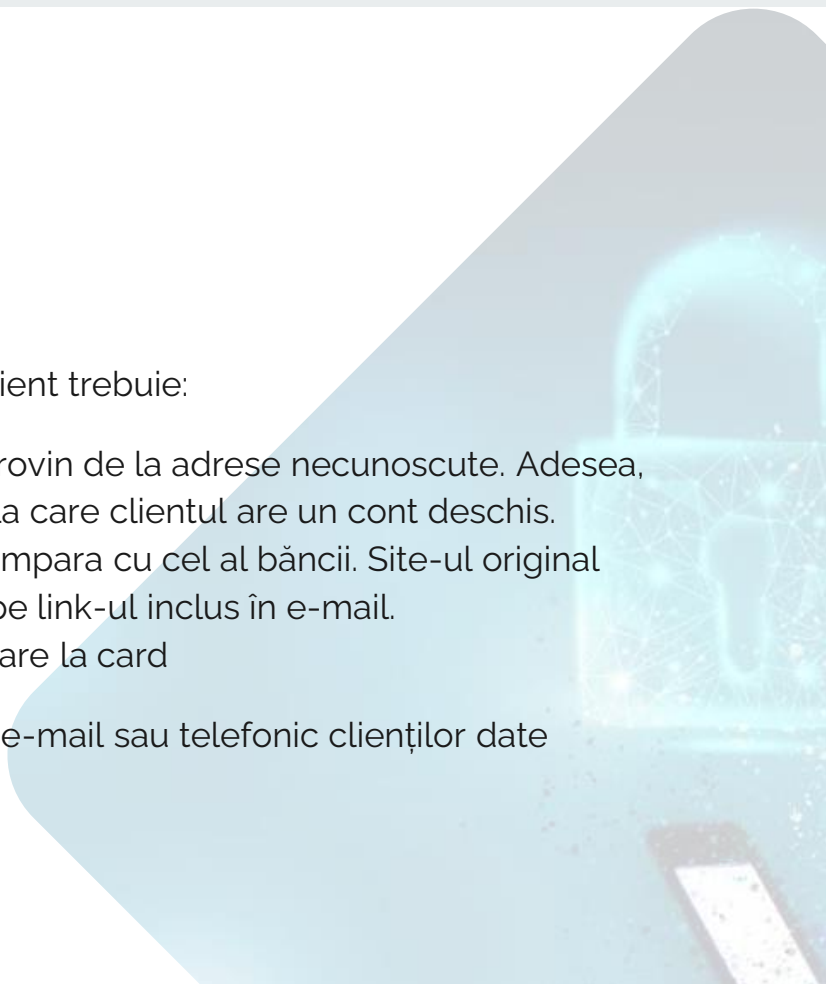 ient trebuie:
rovin de la adrese necunoscute. Adesea,
la care clientul are un cont deschis.
mpara cu cel al băncii. Site-ul original
pe link-ul inclus în e-mail.
are la card
e-mail sau telefonic clienților date